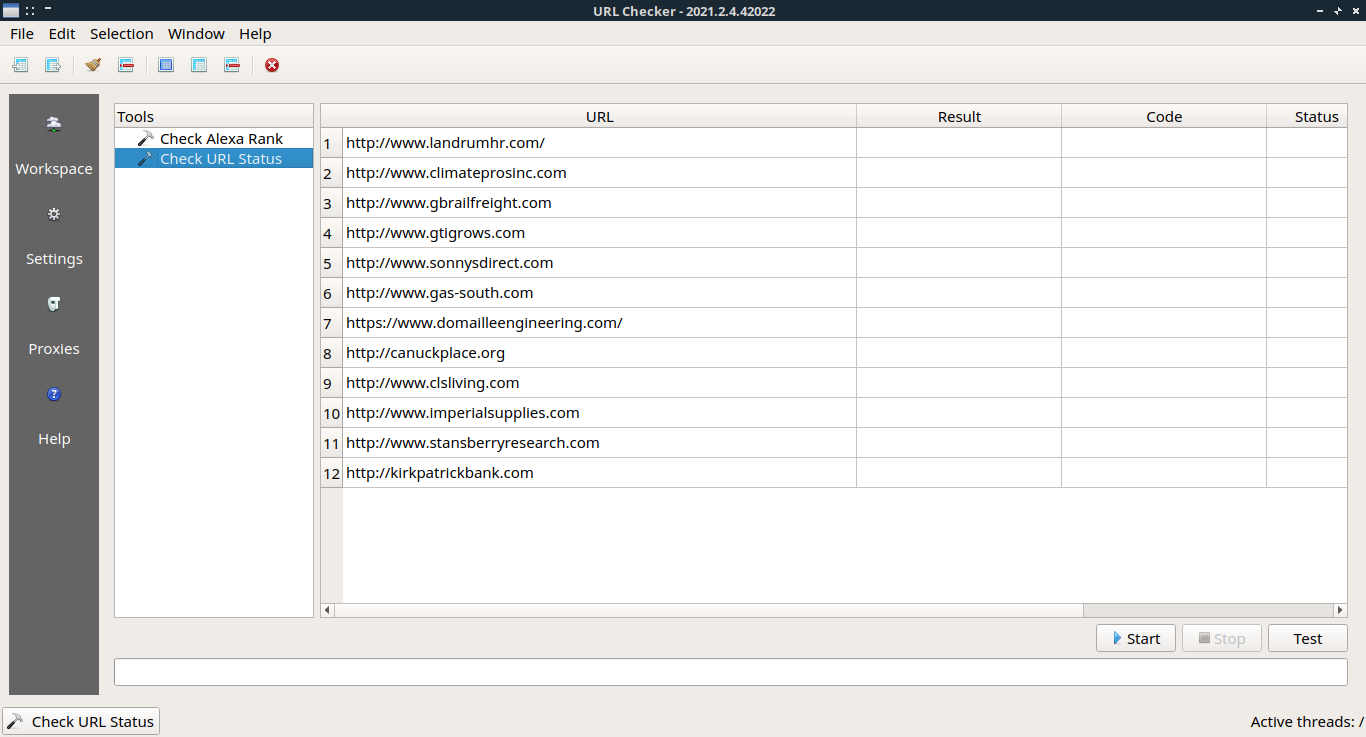 URL Checker - 2021.2.4.42022
File Edit Selection Window Help
Workspace
Settings
Proxies
Help
Tools
Check Alexa Rank
Check URL Status
URL Result Code Status
1 http://www.landrumhr.com/
2 http://www.climateprosinc.com
3 http://www.gbrailfreight.com
4 http://www.gtigrows.com
5 http://www.sonnysdirect.com
6 http://www.gas-south.com
7 https://www.domailleengineering.com/
8 http://canuckplace.org
9 http://www.clsliving.com
10 http://www.imperialsupplies.com
11 http://www.stansberryresearch.com
12 http://kirkpatrickbank.com
Start Stop Test
Check URL Status Active threads: /